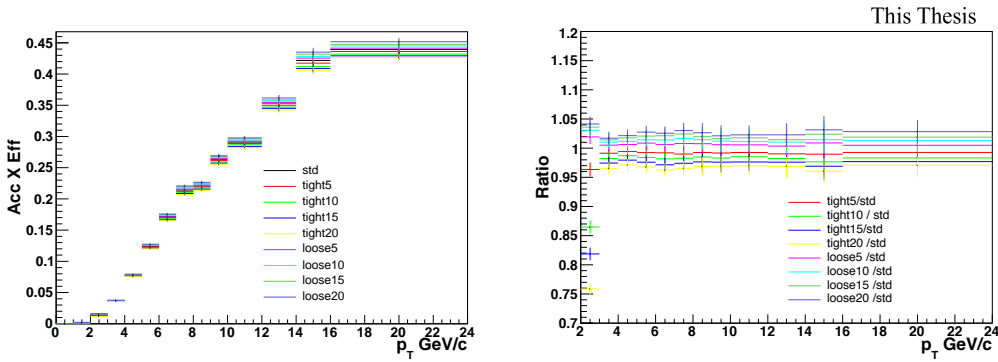 This Thesis
Acc X Eff
0.45
0.4
0.35
0.3
0.25
0.2
0.15
0.1
0.05
0
std
tight5
tight10
tight15
tight20
loose5
loose10
loose15
loose20
0 2 4 6 8 10 12 14 16 18 20 22 24
p_T GeV/c
Ratio
1.2
1.15
1.1
1.05
1
0.95
0.9
0.85
0.8
0.75
0.7
tight5/std
tight10 / std
tight15/std
tight20 /std
loose5 /std
loose10 /std
loose15 /std
loose20 /std
2 4 6 8 10 12 14 16 18 20 22 24
p_T GeV/c